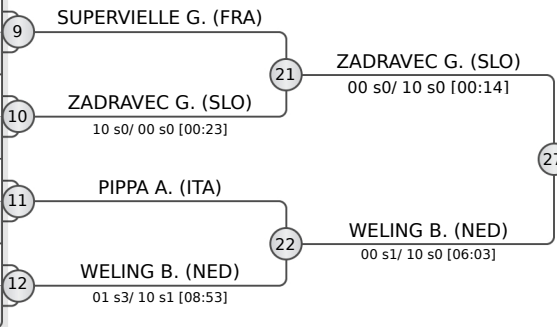 SUPERVIELLE G. (FRA)
9
ZADRAVEC G. (SLO)
21
00 s0/ 10 s0 [00:14]
ZADRAVEC G. (SLO)
10
10 s0/ 00 s0 [00:23]
27
PIPPA A. (ITA)
11
WELING B. (NED)
22
00 s1/ 10 s0 [06:03]
WELING B. (NED)
12
01 s3/ 10 s1 [08:53]